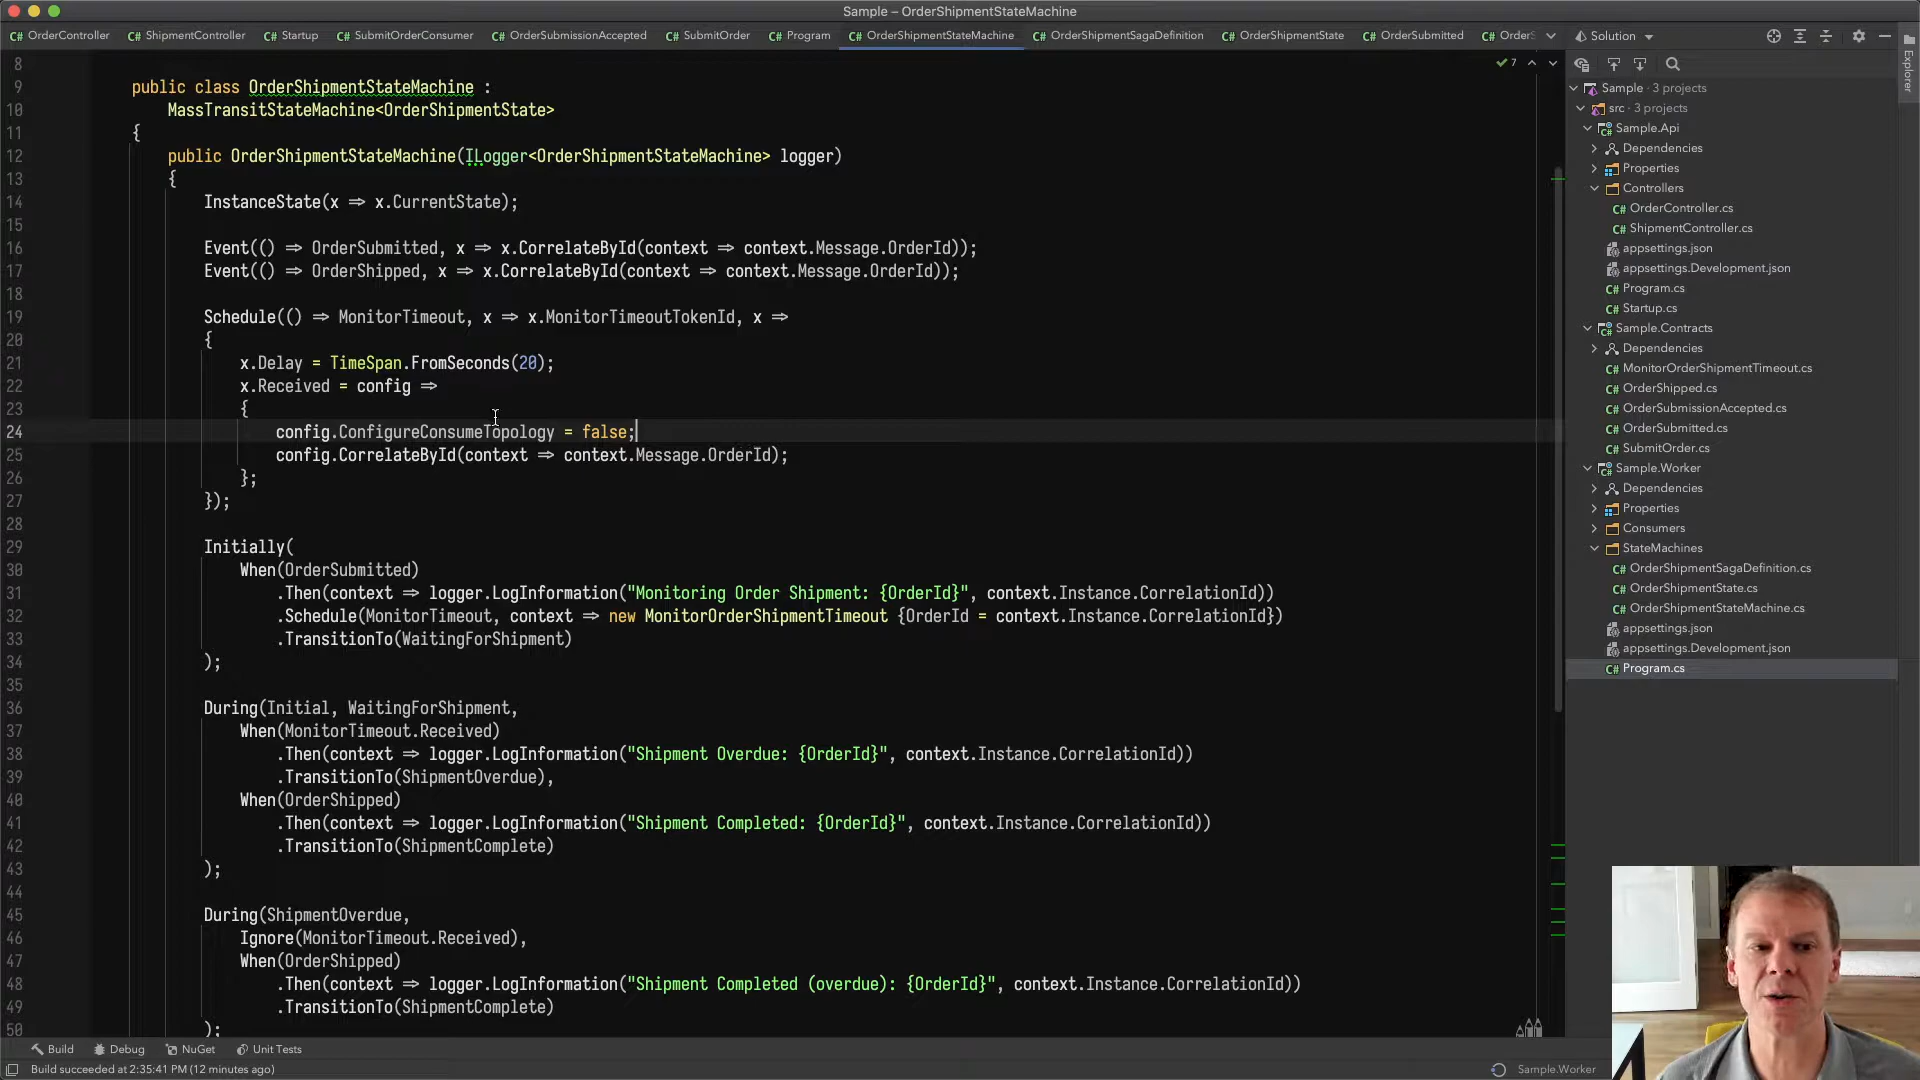 Sample – OrderShipmentStateMachine
C# OrderController C# ShipmentController C# Startup C# SubmitOrderConsumer C# OrderSubmissionAccepted C# SubmitOrder C# Program C# OrderShipmentStateMachine C# OrderShipmentSagaDefinition C# OrderShipmentState C# OrderSubmitted C# OrderS
8
9 public class OrderShipmentStateMachine :
10 MassTransitStateMachine<OrderShipmentState>
11 {
12 public OrderShipmentStateMachine(ILogger<OrderShipmentStateMachine> logger)
13 {
14 InstanceState(x => x.CurrentState);
15
16 Event(() => OrderSubmitted, x => x.CorrelateById(context => context.Message.OrderId));
17 Event(() => OrderShipped, x => x.CorrelateById(context => context.Message.OrderId));
18
19 Schedule(() => MonitorTimeout, x => x.MonitorTimeoutTokenId, x =>
20 {
21 x.Delay = TimeSpan.FromSeconds(20);
22 x.Received = config =>
23 {
24 config.ConfigureConsumeTopology = false;
25 config.CorrelateById(context => context.Message.OrderId);
26 };
27 });
28
29 Initially(
30 When(OrderSubmitted)
31 .Then(context => logger.LogInformation("Monitoring Order Shipment: {OrderId}", context.Instance.CorrelationId))
32 .Schedule(MonitorTimeout, context => new MonitorOrderShipmentTimeout {OrderId = context.Instance.CorrelationId})
33 .TransitionTo(WaitingForShipment)
34 );
35
36 During(Initial, WaitingForShipment,
37 When(MonitorTimeout.Received)
38 .Then(context => logger.LogInformation("Shipment Overdue: {OrderId}", context.Instance.CorrelationId))
39 .TransitionTo(ShipmentOverdue),
40 When(OrderShipped)
41 .Then(context => logger.LogInformation("Shipment Completed: {OrderId}", context.Instance.CorrelationId))
42 .TransitionTo(ShipmentComplete)
43 );
44
45 During(ShipmentOverdue,
46 Ignore(MonitorTimeout.Received),
47 When(OrderShipped)
48 .Then(context => logger.LogInformation("Shipment Completed (overdue): {OrderId}", context.Instance.CorrelationId))
49 .TransitionTo(ShipmentComplete)
50 );
7
Solution
Explorer
Sample · 3 projects
src · 3 projects
Sample.Api
Dependencies
Properties
Controllers
C# OrderController.cs
C# ShipmentController.cs
appsettings.json
appsettings.Development.json
C# Program.cs
C# Startup.cs
Sample.Contracts
Dependencies
C# MonitorOrderShipmentTimeout.cs
C# OrderShipped.cs
C# OrderSubmissionAccepted.cs
C# OrderSubmitted.cs
C# SubmitOrder.cs
Sample.Worker
Dependencies
Properties
Consumers
StateMachines
C# OrderShipmentSagaDefinition.cs
C# OrderShipmentState.cs
C# OrderShipmentStateMachine.cs
appsettings.json
appsettings.Development.json
C# Program.cs
Build Debug NuGet Unit Tests
Build succeeded at 2:35:41 PM (12 minutes ago)
Sample.Worker